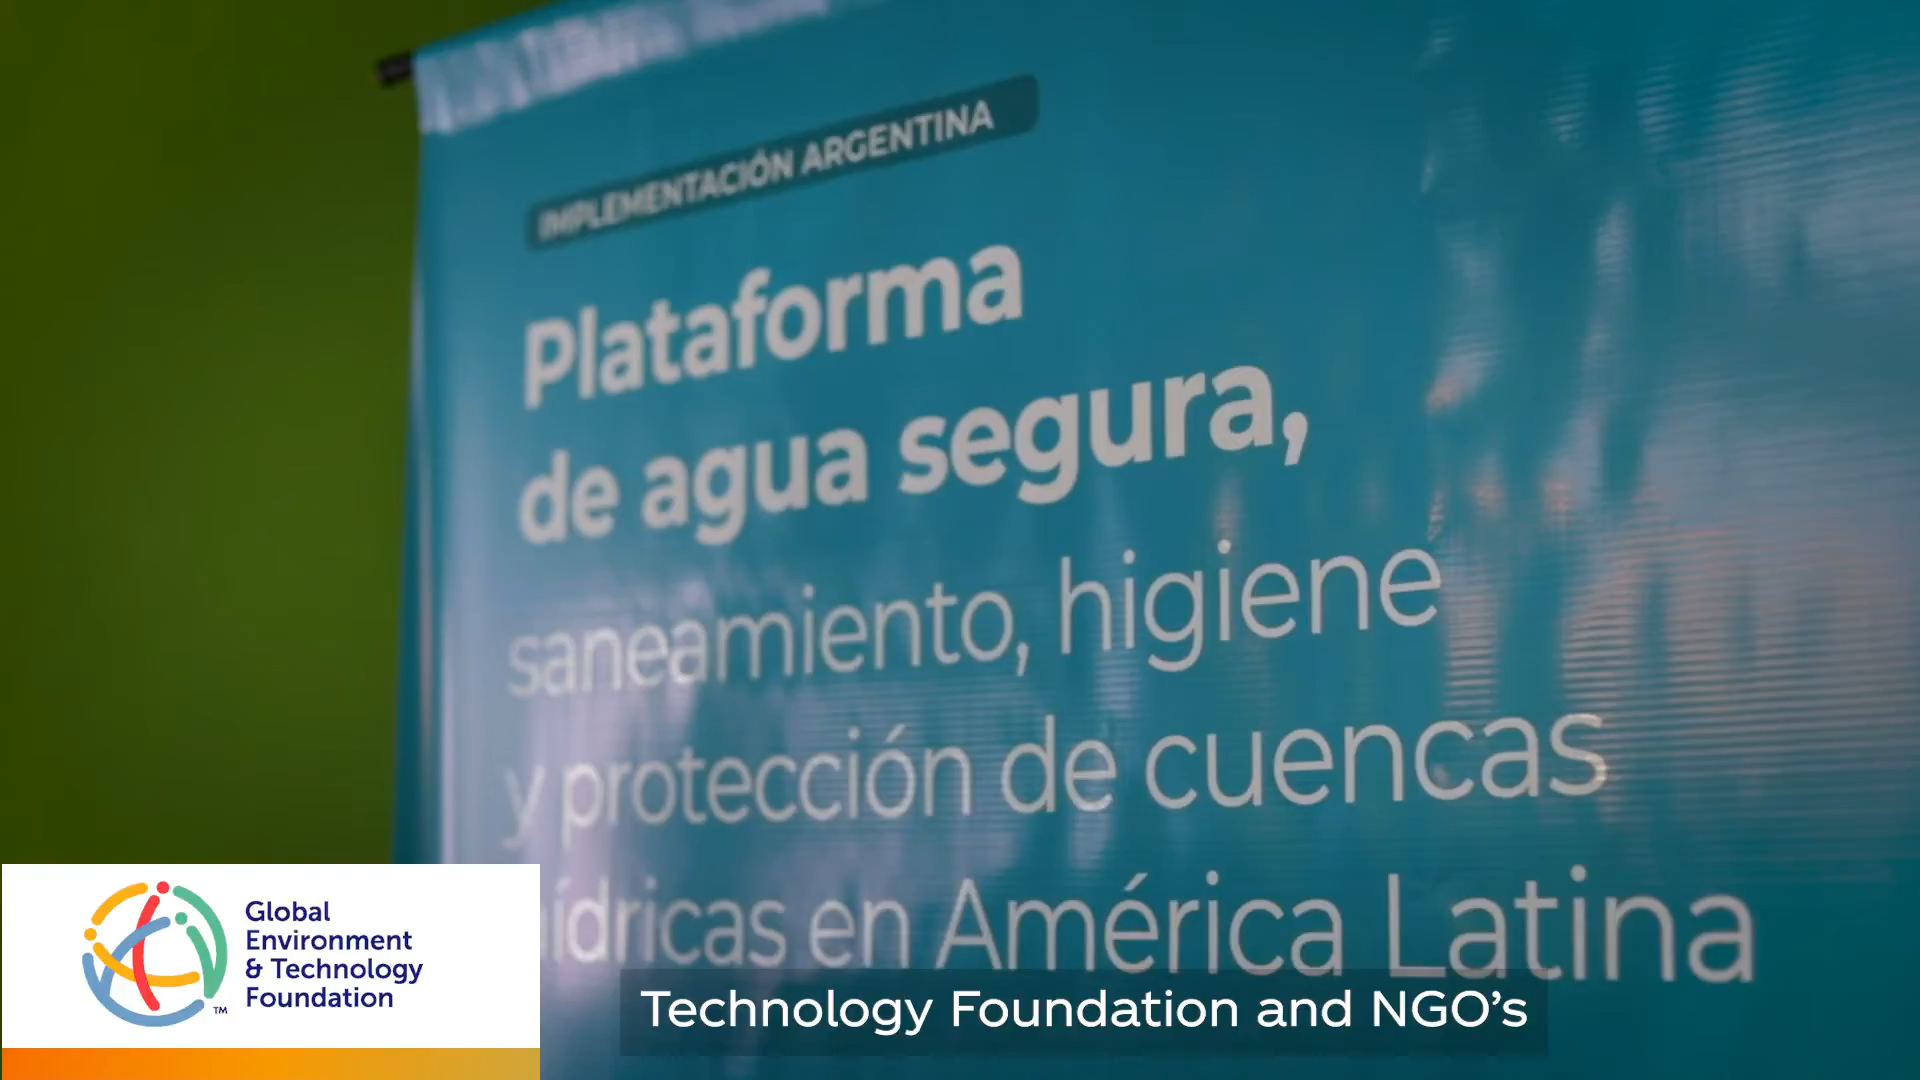 IMPLEMENTACIÓN ARGENTINA
Plataforma
de agua segura,
saneamiento, higiene
y protección de cuencas
ídricas en América Latina
Global
Environment
& Technology
Foundation
TM
Technology Foundation and NGO's